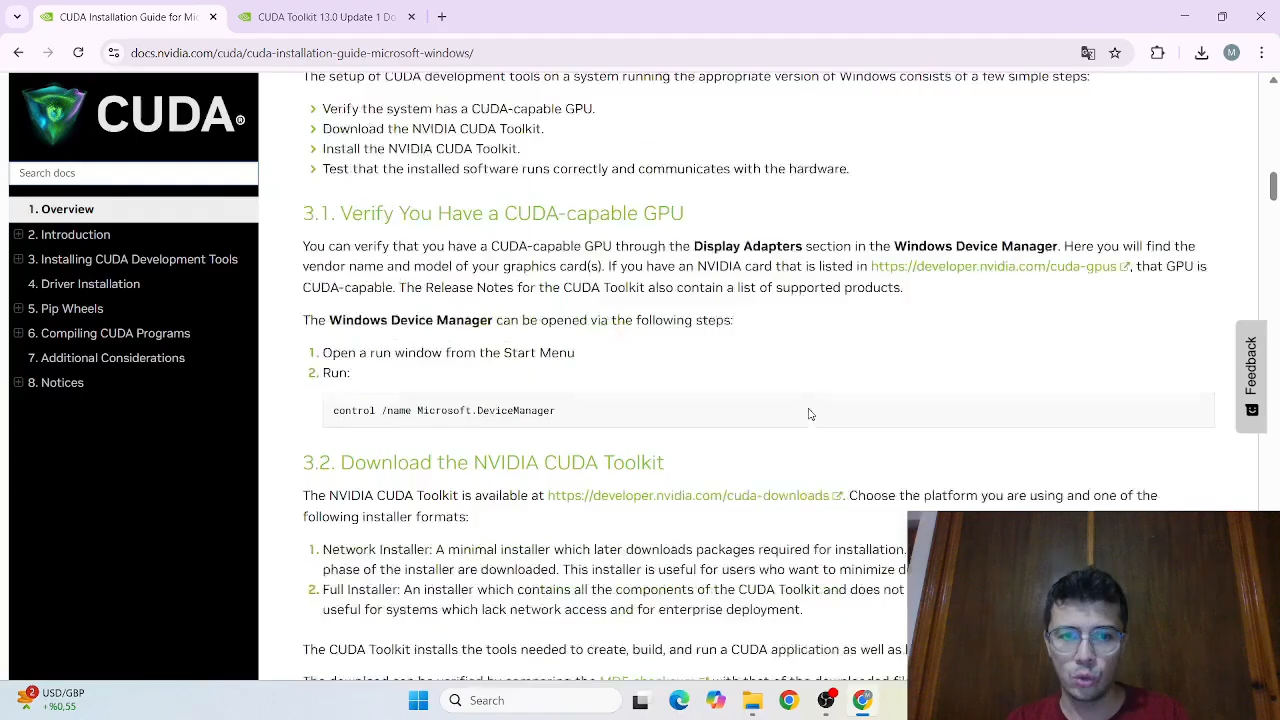 CUDA Installation Guide for Mic
CUDA Toolkit 13.0 Update 1 Do
docs.nvidia.com/cuda/cuda-installation-guide-microsoft-windows/
M
CUDA®
Search docs
1. Overview
2. Introduction
3. Installing CUDA Development Tools
4. Driver Installation
5. Pip Wheels
6. Compiling CUDA Programs
7. Additional Considerations
8. Notices
The setup of CUDA development tools on a system running the appropriate version of Windows consists of a few simple steps:
Verify the system has a CUDA-capable GPU.
Download the NVIDIA CUDA Toolkit.
Install the NVIDIA CUDA Toolkit.
Test that the installed software runs correctly and communicates with the hardware.
3.1. Verify You Have a CUDA-capable GPU
You can verify that you have a CUDA-capable GPU through the Display Adapters section in the Windows Device Manager. Here you will find the
vendor name and model of your graphics card(s). If you have an NVIDIA card that is listed in https://developer.nvidia.com/cuda-gpus, that GPU is
CUDA-capable. The Release Notes for the CUDA Toolkit also contain a list of supported products.
The Windows Device Manager can be opened via the following steps:
1. Open a run window from the Start Menu
2. Run:
control /name Microsoft.DeviceManager
3.2. Download the NVIDIA CUDA Toolkit
The NVIDIA CUDA Toolkit is available at https://developer.nvidia.com/cuda-downloads. Choose the platform you are using and one of the
following installer formats:
1. Network Installer: A minimal installer which later downloads packages required for installation.
phase of the installer are downloaded. This installer is useful for users who want to minimize d
2. Full Installer: An installer which contains all the components of the CUDA Toolkit and does not
useful for systems which lack network access and for enterprise deployment.
The CUDA Toolkit installs the tools needed to create, build, and run a CUDA application as well as
Feedback
2
USD/GBP
+%0,55
Search